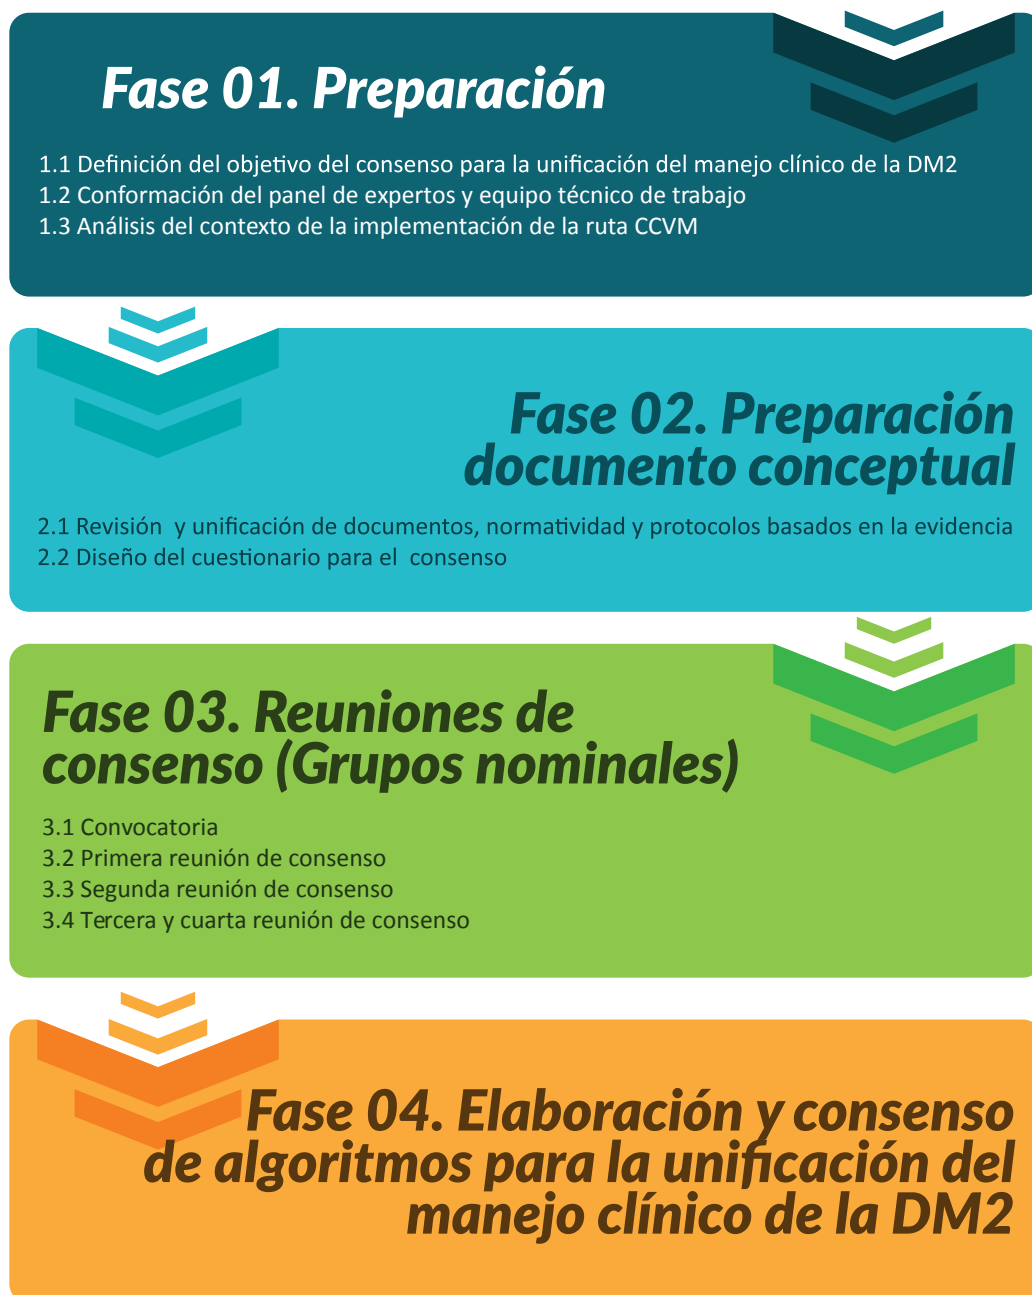 Fase 01. Preparación
1.1 Definición del objetivo del consenso para la unificación del manejo clínico de la DM2
1.2 Conformación del panel de expertos y equipo técnico de trabajo
1.3 Análisis del contexto de la implementación de la ruta CCVM
Fase 02. Preparación
documento conceptual
2.1 Revisión y unificación de documentos, normatividad y protocolos basados en la evidencia
2.2 Diseño del cuestionario para el consenso
Fase 03. Reuniones de
consenso (Grupos nominales)
3.1 Convocatoria
3.2 Primera reunión de consenso
3.3 Segunda reunión de consenso
3.4 Tercera y cuarta reunión de consenso
Fase 04. Elaboración y consenso
de algoritmos para la unificación del
manejo clínico de la DM2